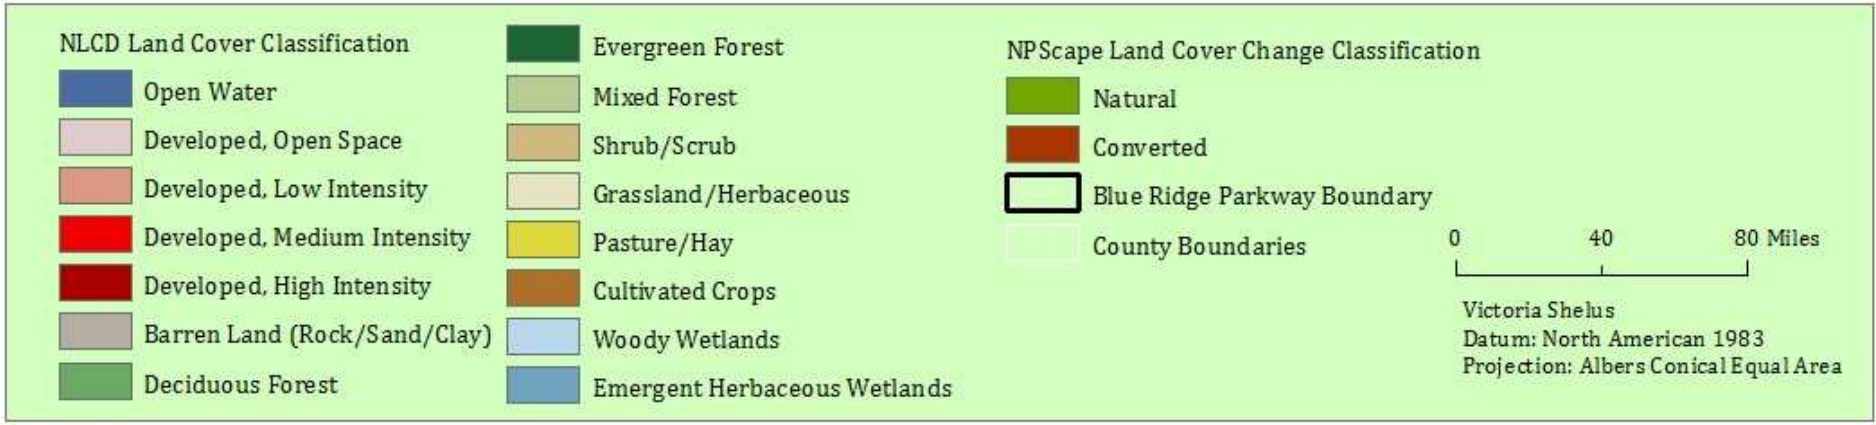 NLCD Land Cover Classification
Open Water
Developed, Open Space
Developed, Low Intensity
Developed, Medium Intensity
Developed, High Intensity
Barren Land (Rock/Sand/Clay)
Deciduous Forest
Evergreen Forest
Mixed Forest
Shrub/Scrub
Grassland/Herbaceous
Pasture/Hay
Cultivated Crops
Woody Wetlands
Emergent Herbaceous Wetlands
NPScape Land Cover Change Classification
Natural
Converted
Blue Ridge Parkway Boundary
County Boundaries
0 40 80 Miles
Victoria Shelus
Datum: North American 1983
Projection: Albers Conical Equal Area